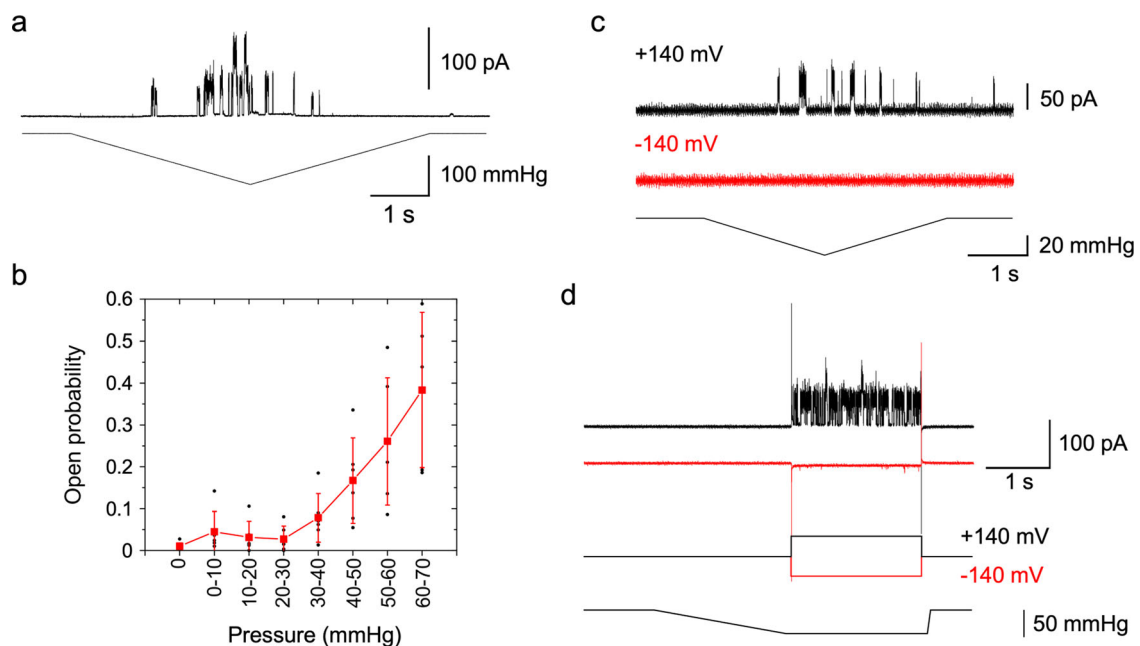 a
100 pA
100 mmHg
1 s
b
Open probability
0.6
0.5
0.4
0.3
0.2
0.1
0
0
0-10
10-20
20-30
30-40
40-50
50-60
60-70
Pressure (mmHg)
c
+140 mV
50 pA
-140 mV
20 mmHg
1 s
d
100 pA
1 s
+140 mV
-140 mV
50 mmHg